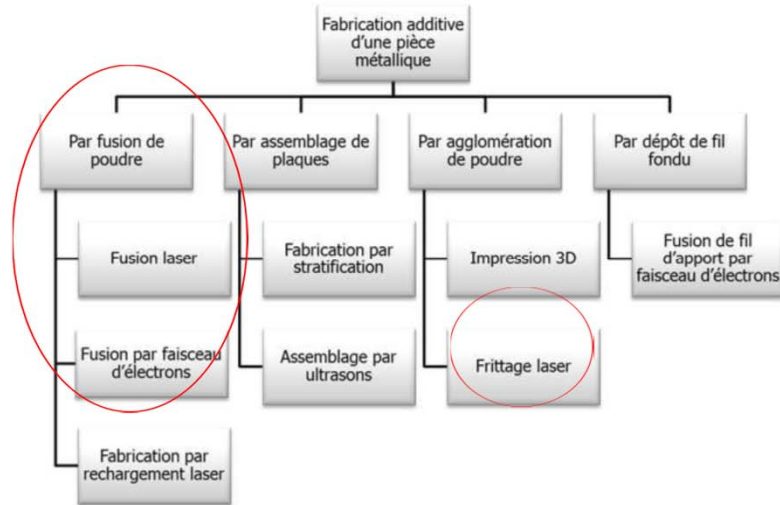 Fabrication additive
d'une pièce
métallique
Par fusion de
poudre
Par assemblage de
plaques
Par agglomération
de poudre
Par dépôt de fil
fondu
Fusion laser
Fabrication par
stratification
Impression 3D
Fusion de fil
d'apport par
faisceau d'électrons
Fusion par faisceau
d'électrons
Assemblage par
ultrasons
Frittage laser
Fabrication par
rechargement laser